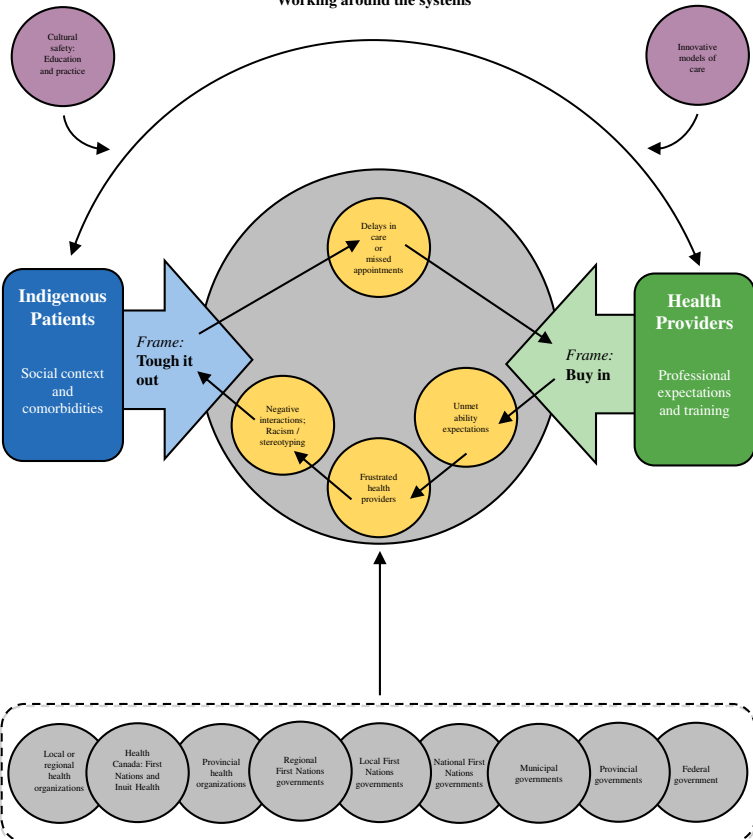 Working around the systems
Cultural
safety:
Education
and practice
Innovative
models of
care
Delays in
care
or
missed
appointments
Indigenous
Patients
Social context
and
comorbidities
Frame:
Tough it
out
Frame:
Buy in
Health
Providers
Professional
expectations
and training
Negative
interactions;
Racism /
stereotyping
Unmet
ability
expectations
Frustrated
health
providers
Local or
regional
health
organizations
Health
Canada: First
Nations and
Inuit Health
Provincial
health
organizations
Regional
First Nations
governments
Local First
Nations
governments
National First
Nations
governments
Municipal
governments
Provincial
governments
Federal
government